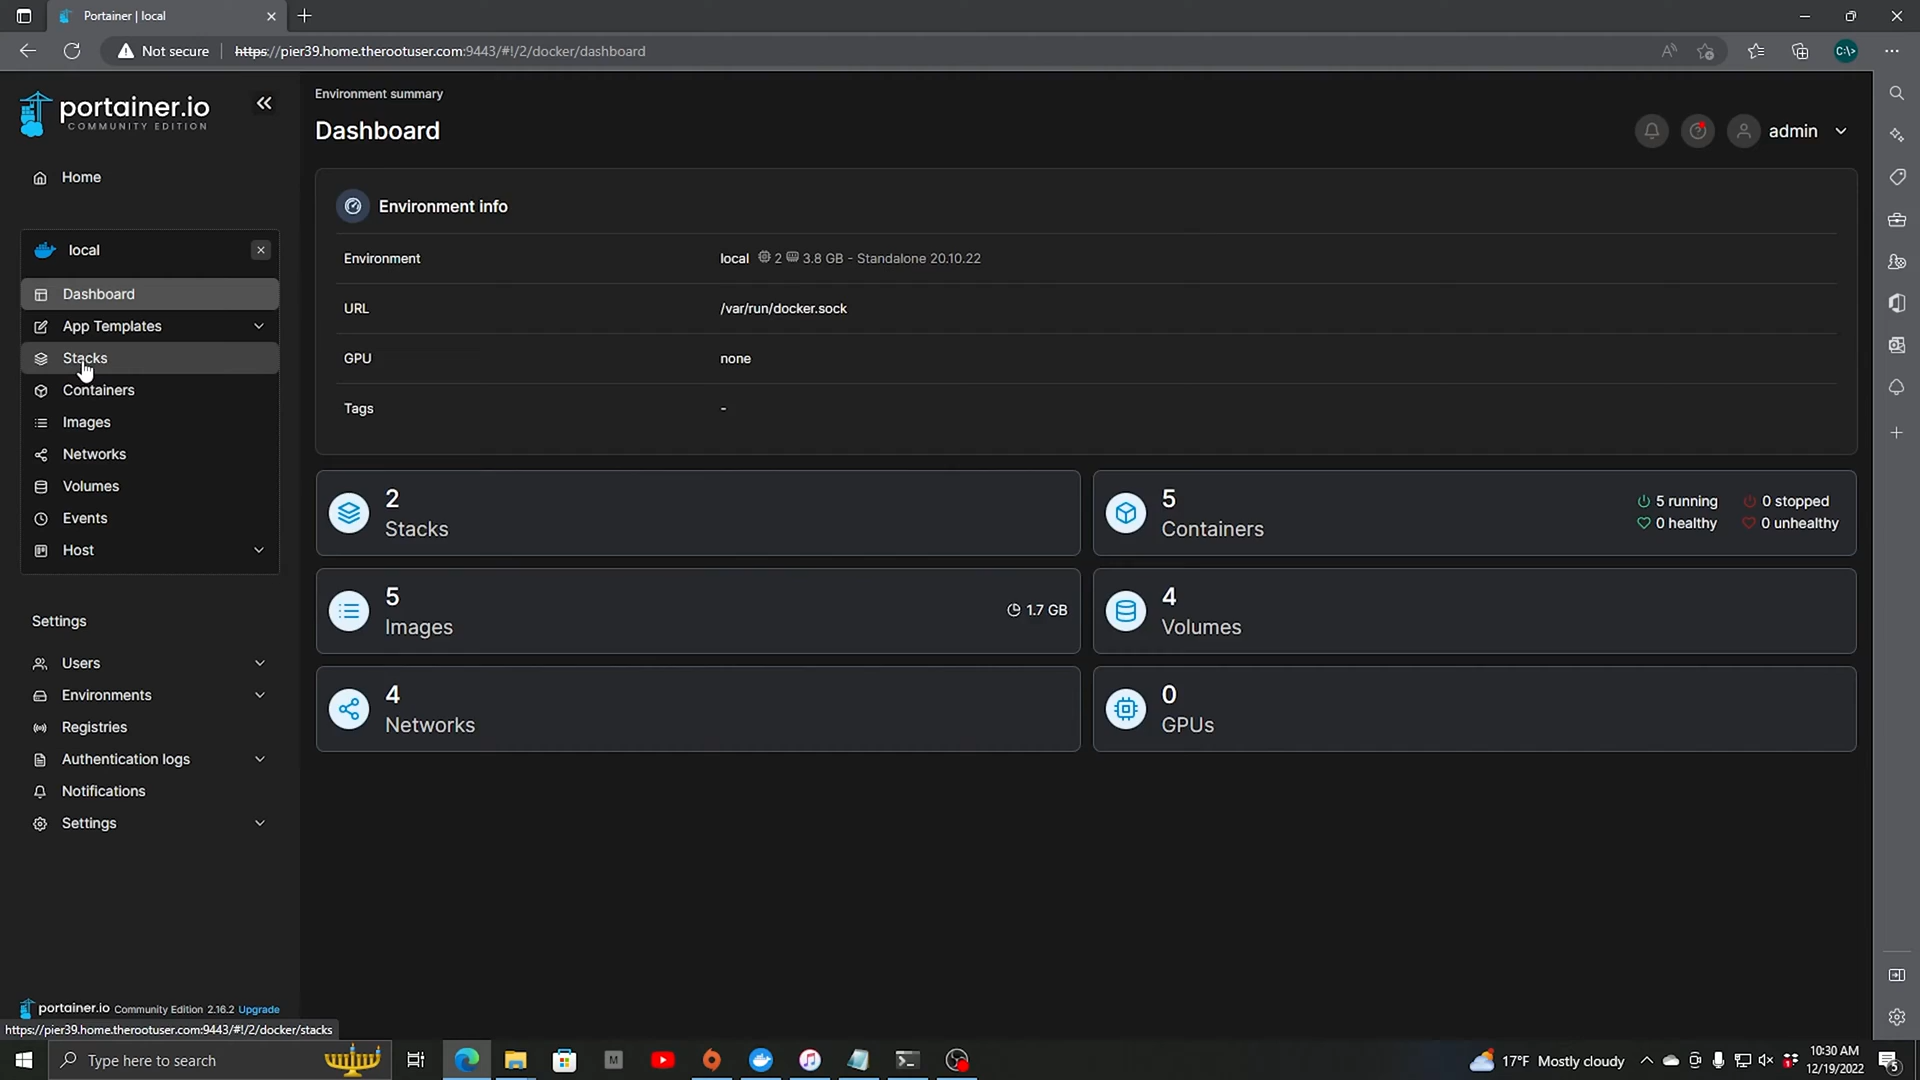 Portainer | local
Not secure
https://pier39.home.therootuser.com:9443/#!/2/docker/dashboard
portainer.io
COMMUNITY EDITION
Home
local
Dashboard
App Templates
Stacks
Containers
Images
Networks
Volumes
Events
Host
Settings
Users
Environments
Registries
Authentication logs
Notifications
Settings
portainer.io Community Edition 2.16.2 Upgrade
https://pier39.home.therootuser.com:9443/#!/2/docker/stacks
Environment summary
Dashboard
admin
Environment info
Environment local 2 3.8 GB - Standalone 20.10.22
URL /var/run/docker.sock
GPU none
Tags -
2
Stacks
5
Containers
5 running 0 stopped
0 healthy 0 unhealthy
5
Images
1.7 GB
4
Volumes
4
Networks
0
GPUs
C:\>
Type here to search
M
17°F Mostly cloudy
10:30 AM
12/19/2022
5